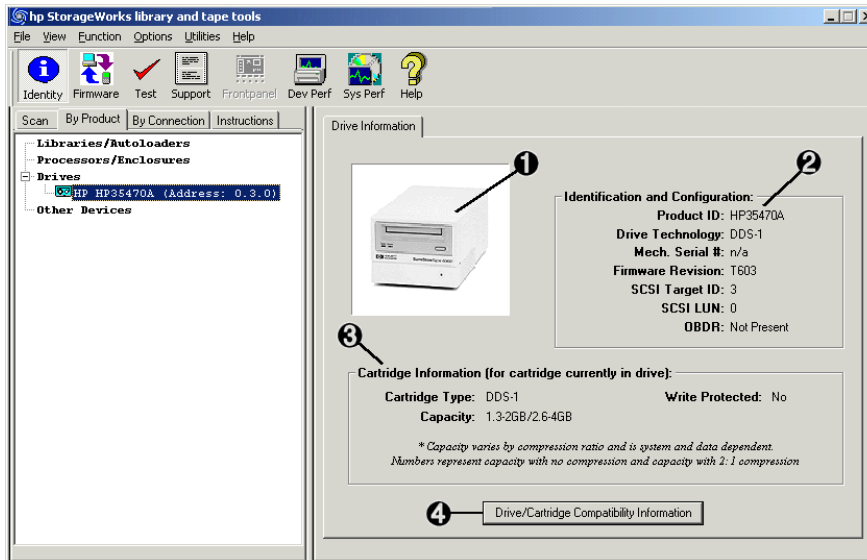 hp StorageWorks library and tape tools
File View Function Options Utilities Help
Identity Firmware Test Support Frontpanel Dev Perf Sys Perf Help
Scan By Product By Connection Instructions
Libraries/Autoloaders
Processors/Enclosures
Drives
HP HP35470A (Address: 0.3.0)
Other Devices
Drive Information
1
2
Identification and Configuration:
Product ID: HP35470A
Drive Technology: DDS-1
Mech. Serial #: n/a
Firmware Revision: T603
SCSI Target ID: 3
SCSI LUN: 0
OBDR: Not Present
3
Cartridge Information (for cartridge currently in drive):
Cartridge Type: DDS-1 Write Protected: No
Capacity: 1.3-2GB/2.6-4GB
* Capacity varies by compression ratio and is system and data dependent.
Numbers represent capacity with no compression and capacity with 2:1 compression
4 Drive/Cartridge Compatibility Information